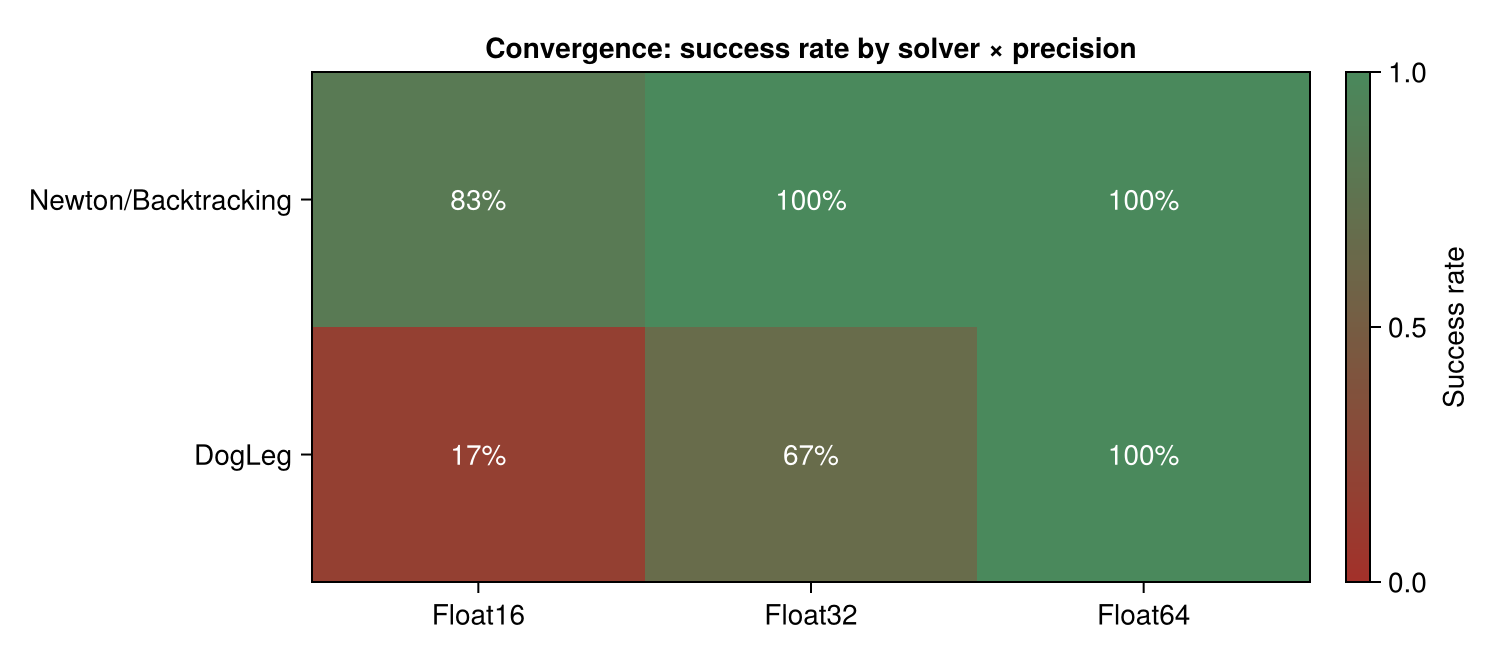 Convergence: success rate by solver × precision
Newton/Backtracking
83%
100%
100%
DogLeg
17%
67%
100%
Float16
Float32
Float64
1.0
0.5
0.0
Success rate